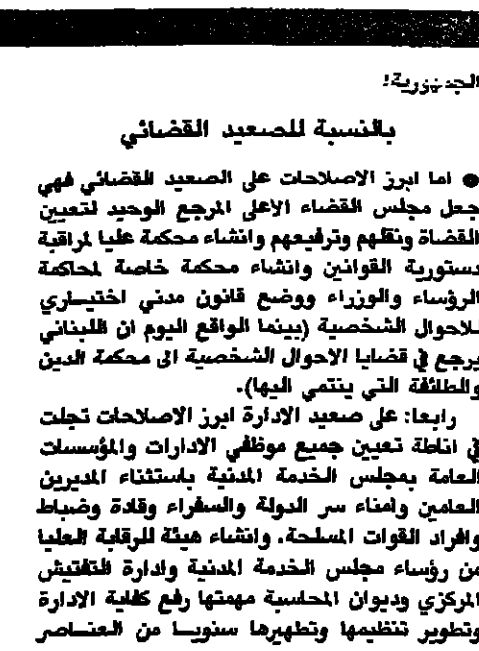 الجمهورية!
بالنسبة للصعيد القضائي
● اما ابرز الاصلاحات على الصعيد القضائي فهي
جعل مجلس القضاء الاعلى المرجع الوحيد لتعيين
القضاة ونقلهم وترفيعهم وانشاء محكمة عليا لمراقبة
دستورية القوانين وانشاء محكمة خاصة لمحاكمة
الرؤساء والوزراء ووضع قانون مدني اختيـاري
للاحوال الشخصية (بينما الواقع اليوم ان اللبناني
يرجع في قضايا الاحوال الشخصية الى محكمة الدين
والطائفة التي ينتمي اليها).
رابعا: على صعيد الادارة ابرز الاصلاحات تجلت
في اناطة تعيين جميع موظفي الادارات والمؤسسات
العامة بمجلس الخدمة المدنية باستثناء المديرين
العامين وامناء سر الدولة والسفراء وقادة وضباط
وافراد القوات المسلحة، وانشاء هيئة للرقابة العليا
من رؤساء مجلس الخدمة المدنية وادارة التفتيش
المركزي وديوان المحاسبة مهمتها رفع كفاية الادارة
وتطوير تنظيمها وتطهيرها سنويـا من العنـاصر